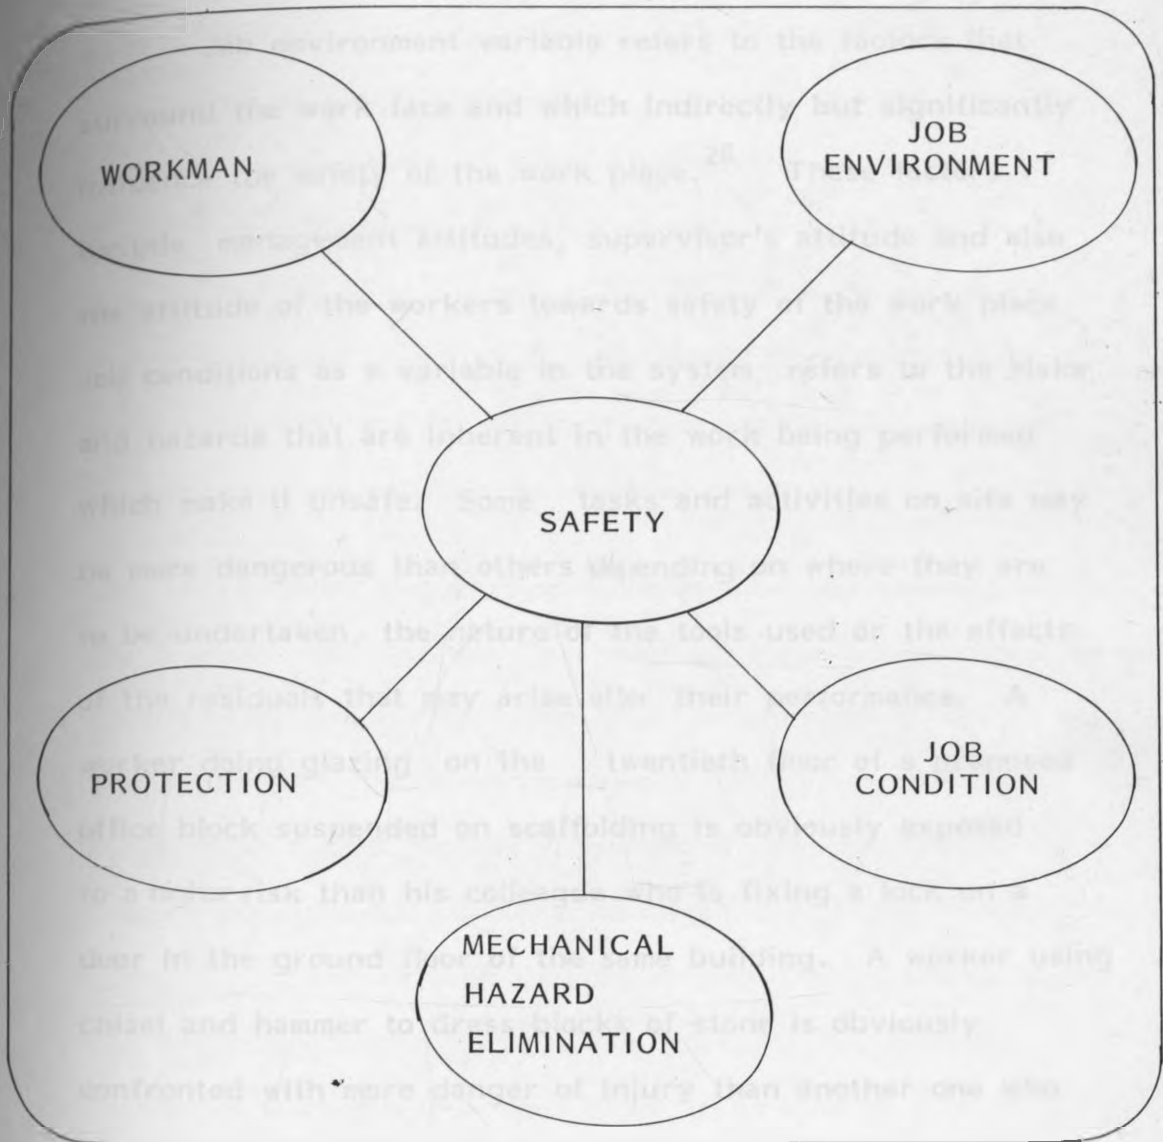 WORKMAN
JOB
ENVIRONMENT
SAFETY
PROTECTION
JOB
CONDITION
MECHANICAL
HAZARD
ELIMINATION
job environment variable refers to the factors that
surround the work face and which indirectly but significantly
the safety of the work place. 28 These
management attitudes, supervisor's and also
attitude of the workers towards safety of the work place
conditions as a variable in the system refers to the risks
and hazards that are inherent in the work being performed
which make it unsafe. Some tasks and activities on site may
be more dangerous than others depending on where they are
to be undertaken, the nature of the tools used or the effects
of the residuals that may arise after their performance. A
worker doing glazing on the twentieth floor of a
office block suspended on scaffolding is obviously exposed
to a risk than his colleague who is fixing a lock on a
door in the ground floor of the same building. A worker using
chisel and hammer to dress blocks of stone is obviously
confronted with more danger of injury than another one who